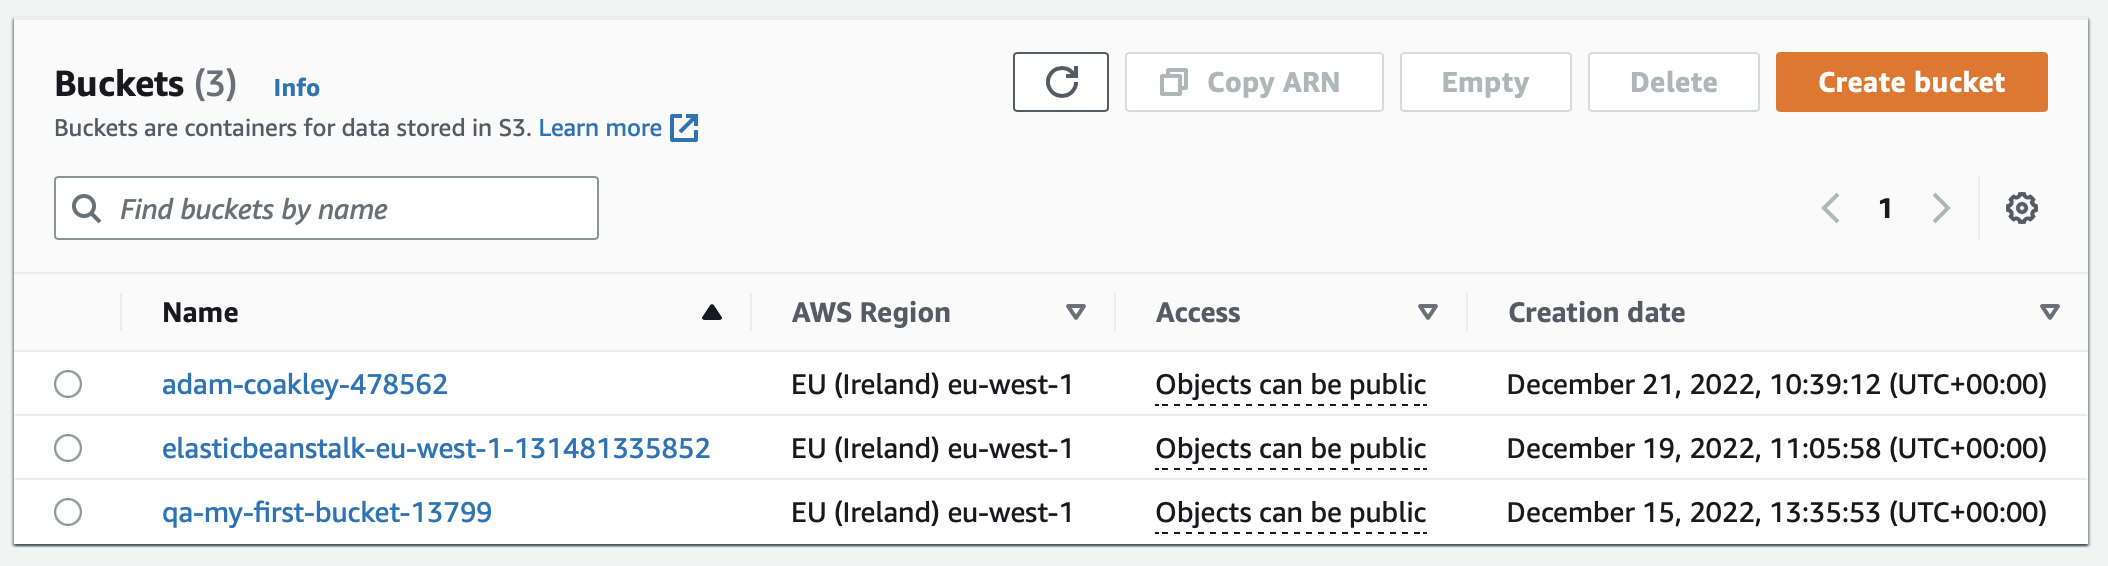 Buckets (3) Info
Copy ARN Empty Delete Create bucket
Buckets are containers for data stored in S3. Learn more
Find buckets by name
1
Name AWS Region Access Creation date
adam-coakley-478562 EU (Ireland) eu-west-1 Objects can be public December 21, 2022, 10:39:12 (UTC+00:00)
elasticbeanstalk-eu-west-1-131481335852 EU (Ireland) eu-west-1 Objects can be public December 19, 2022, 11:05:58 (UTC+00:00)
qa-my-first-bucket-13799 EU (Ireland) eu-west-1 Objects can be public December 15, 2022, 13:35:53 (UTC+00:00)